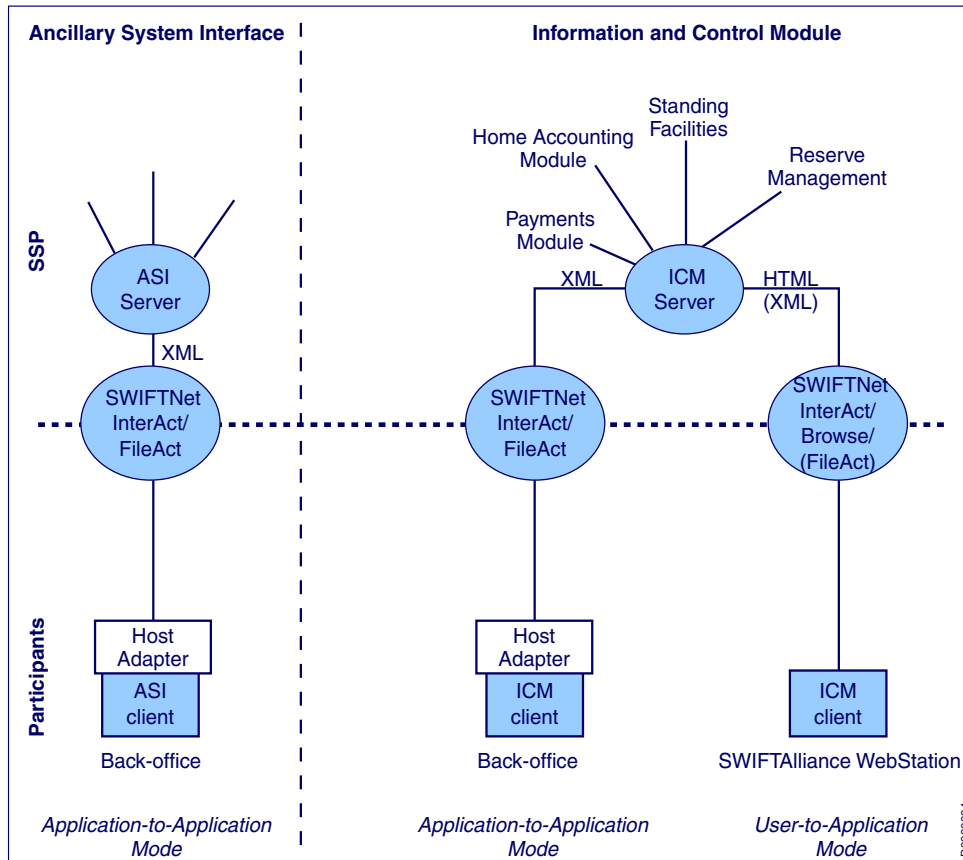 Ancillary System Interface
Information and Control Module
SSP
Participants
ASI
Server
XML
SWIFTNet
InterAct/
FileAct
Host
Adapter
ASI
client
Back-office
Application-to-Application
Mode
Home Accounting
Module
Standing
Facilities
Reserve
Management
Payments
Module
XML
ICM
Server
HTML
(XML)
SWIFTNet
InterAct/
FileAct
Host
Adapter
ICM
client
Back-office
Application-to-Application
Mode
SWIFTNet
InterAct/
Browse/
(FileAct)
ICM
client
SWIFTAlliance WebStation
User-to-Application
Mode